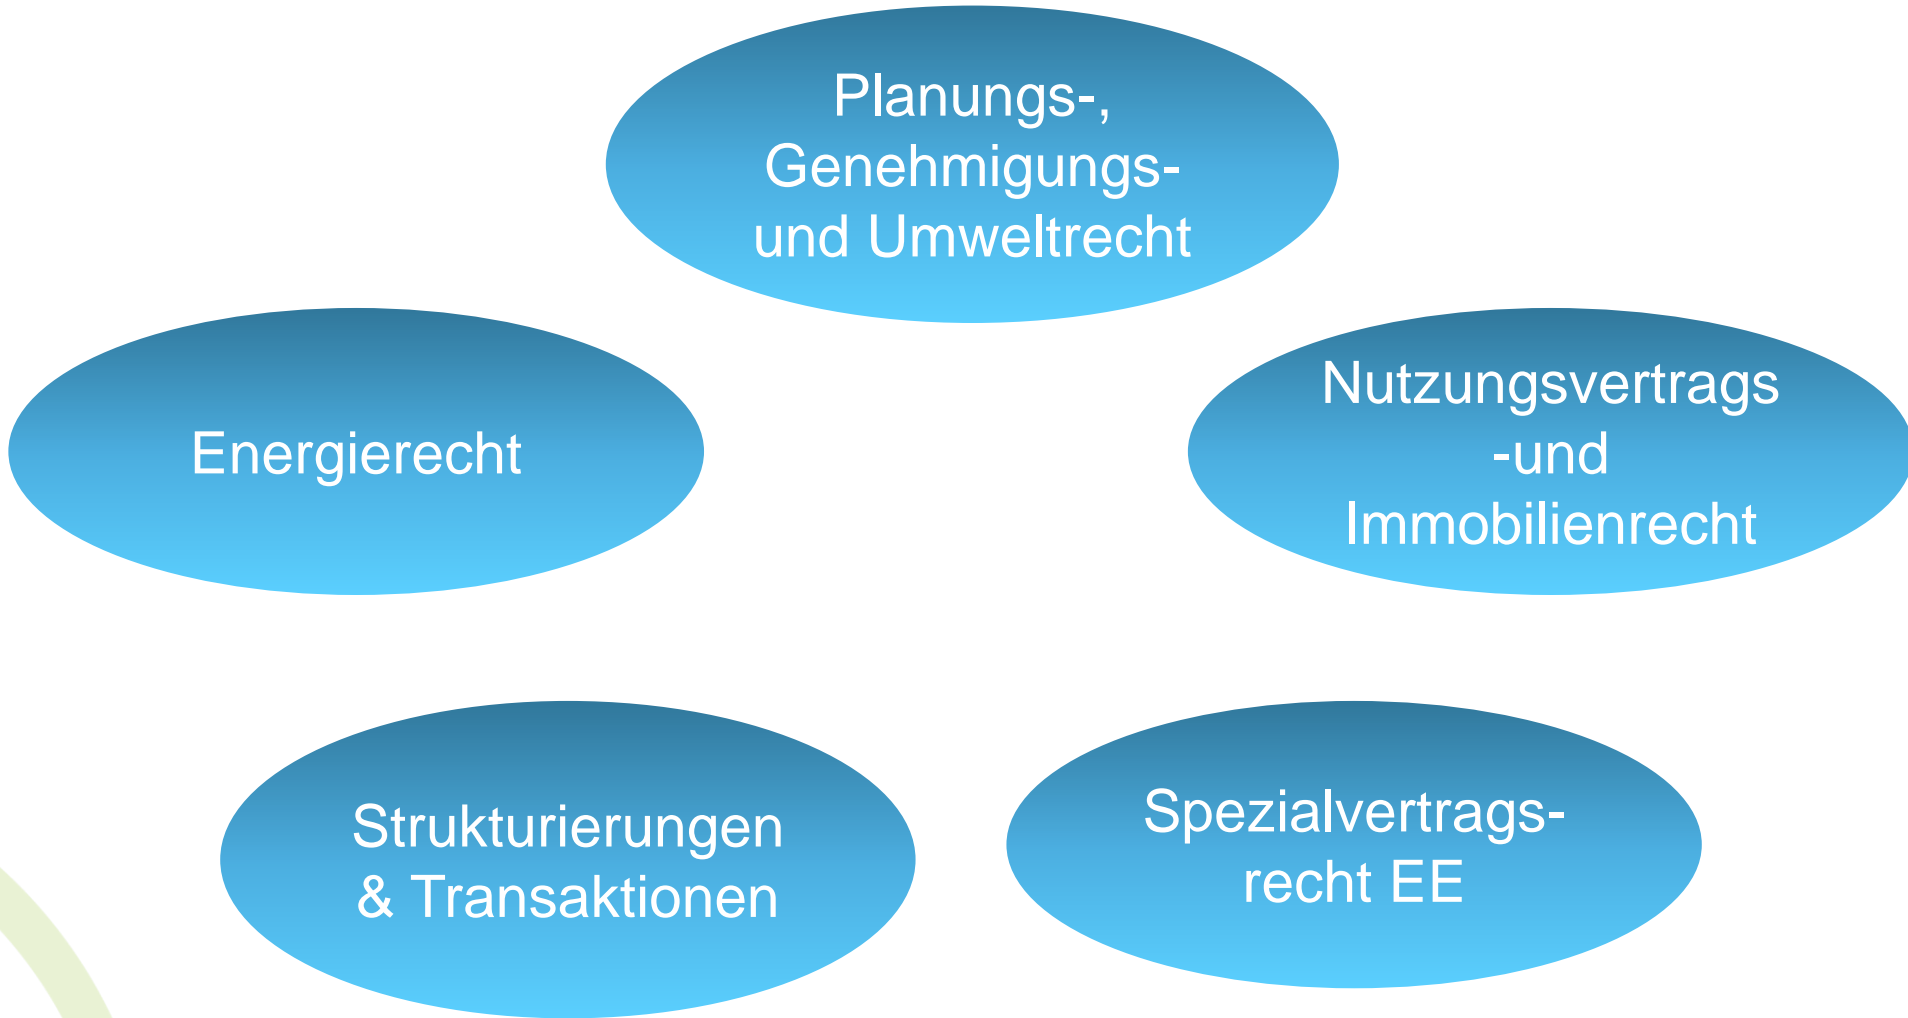 Planungs-,
Genehmigungs-
und Umweltrecht
Energierecht
Nutzungsvertrags
-und
Immobilienrecht
Strukturierungen
& Transaktionen
Spezialvertrags-
recht EE